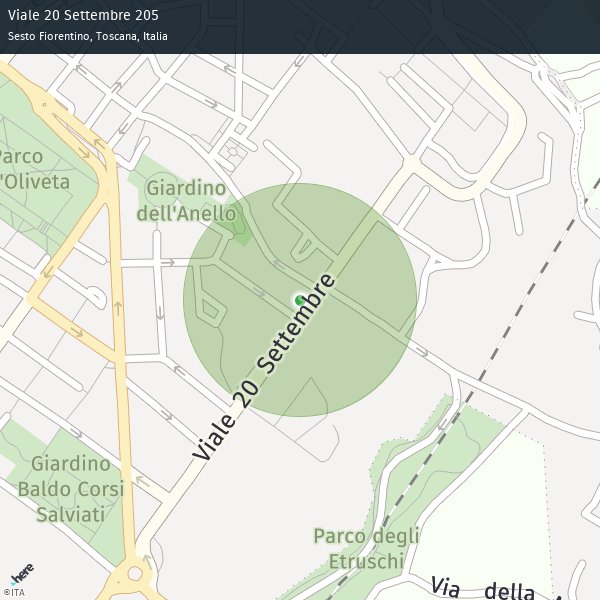 Viale 20 Settembre 205
Sesto Fiorentino, Toscana, Italia
Parco
'Oliveta
Giardino
dell'Anello
Viale 20 Settembre
Giardino
Baldo Corsi
Salviati
Parco degli
Etruschi
Via della
here
©ITA